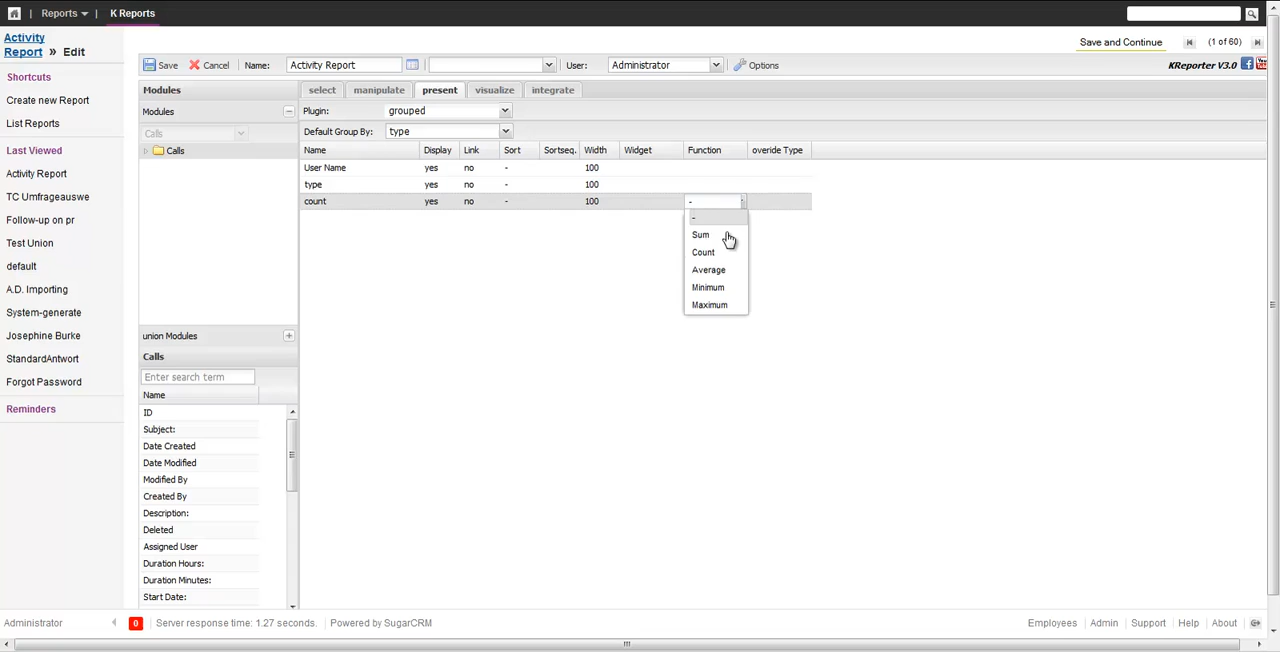 | Reports | K Reports
Activity Report » Edit
Shortcuts
Create new Report
List Reports
Last Viewed
Activity Report
TC Umfrageauswe
Follow-up on pr
Test Union
default
A.D. Importing
System-generate
Josephine Burke
StandardAntwort
Forgot Password
Reminders
Save and Continue (1 of 60)
Save Cancel Name: Activity Report User: Administrator Options KReporter V3.0
Modules
Modules
Calls
Calls
union Modules
Calls
Enter search term
Name
ID
Subject:
Date Created
Date Modified
Modified By
Created By
Description:
Deleted
Assigned User
Duration Hours:
Duration Minutes:
Start Date:
select manipulate present visualize integrate
Plugin: grouped
Default Group By: type
Name Display Link Sort Sortseq. Width Widget Function overide Type
User Name yes no - 100
type yes no - 100
count yes no - 100 -
-
Sum
Count
Average
Minimum
Maximum
Administrator 0 Server response time: 1.27 seconds. | Powered by SugarCRM Employees | Admin | Support | Help | About